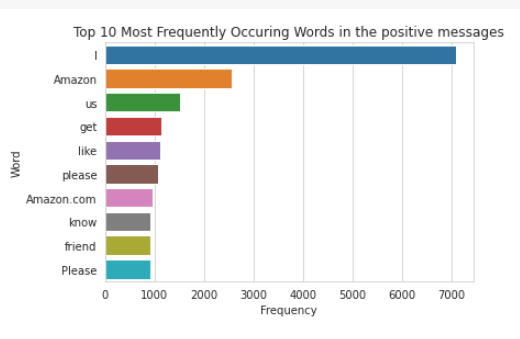 Top 10 Most Frequently Occuring Words in the positive messages
I
Amazon
us
get
like
please
Amazon.com
know
friend
Please
Word
0 1000 2000 3000 4000 5000 6000 7000
Frequency